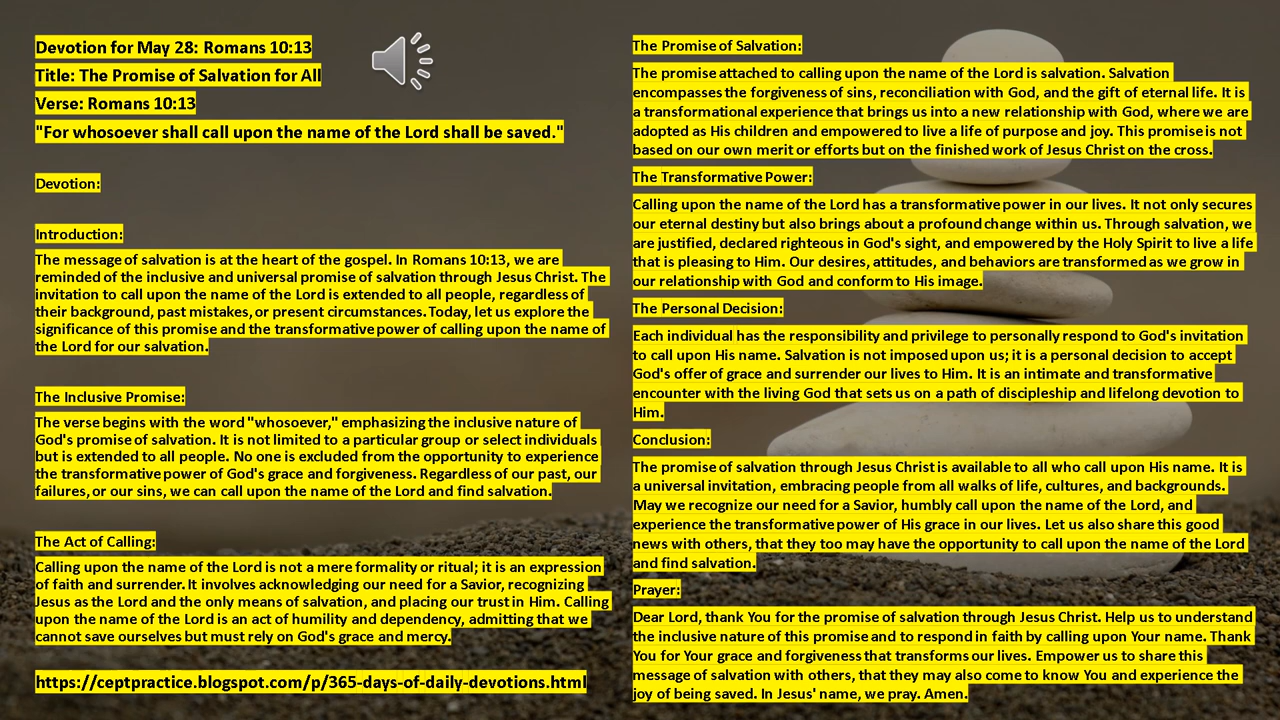 Devotion for May 28: Romans 10:13
Title: The Promise of Salvation for All
Verse: Romans 10:13
"For whosoever shall call upon the name of the Lord shall be saved."
Devotion:
Introduction:
The message of salvation is at the heart of the gospel. In Romans 10:13, we are
reminded of the inclusive and universal promise of salvation through Jesus Christ. The
invitation to call upon the name of the Lord is extended to all people, regardless of
their background, past mistakes, or present circumstances. Today, let us explore the
significance of this promise and the transformative power of calling upon the name of
the Lord for our salvation.
The Inclusive Promise:
The verse begins with the word "whosoever," emphasizing the inclusive nature of
God's promise of salvation. It is not limited to a particular group or select individuals
but is extended to all people. No one is excluded from the opportunity to experience
the transformative power of God's grace and forgiveness. Regardless of our past, our
failures, or our sins, we can call upon the name of the Lord and find salvation.
The Act of Calling:
Calling upon the name of the Lord is not a mere formality or ritual; it is an expression
of faith and surrender. It involves acknowledging our need for a Savior, recognizing
Jesus as the Lord and the only means of salvation, and placing our trust in Him. Calling
upon the name of the Lord is an act of humility and dependency, admitting that we
cannot save ourselves but must rely on God's grace and mercy.
https://ceptpractice.blogspot.com/p/365-days-of-daily-devotions.html
The Promise of Salvation:
The promise attached to calling upon the name of the Lord is salvation. Salvation
encompasses the forgiveness of sins, reconciliation with God, and the gift of eternal life. It is
a transformational experience that brings us into a new relationship with God, where we are
adopted as His children and empowered to live a life of purpose and joy. This promise is not
based on our own merit or efforts but on the finished work of Jesus Christ on the cross.
The Transformative Power:
Calling upon the name of the Lord has a transformative power in our lives. It not only secures
our eternal destiny but also brings about a profound change within us. Through salvation, we
are justified, declared righteous in God's sight, and empowered by the Holy Spirit to live a life
that is pleasing to Him. Our desires, attitudes, and behaviors are transformed as we grow in
our relationship with God and conform to His image.
The Personal Decision:
Each individual has the responsibility and privilege to personally respond to God's invitation
to call upon His name. Salvation is not imposed upon us; it is a personal decision to accept
God's offer of grace and surrender our lives to Him. It is an intimate and transformative
encounter with the living God that sets us on a path of discipleship and lifelong devotion to
Him.
Conclusion:
The promise of salvation through Jesus Christ is available to all who call upon His name. It is
a universal invitation, embracing people from all walks of life, cultures, and backgrounds.
May we recognize our need for a Savior, humbly call upon the name of the Lord, and
experience the transformative power of His grace in our lives. Let us also share this good
news with others, that they too may have the opportunity to call upon the name of the Lord
and find salvation.
Prayer:
Dear Lord, thank You for the promise of salvation through Jesus Christ. Help us to understand
the inclusive nature of this promise and to respond in faith by calling upon Your name. Thank
You for Your grace and forgiveness that transforms our lives. Empower us to share this
message of salvation with others, that they may also come to know You and experience the
joy of being saved. In Jesus' name, we pray. Amen.